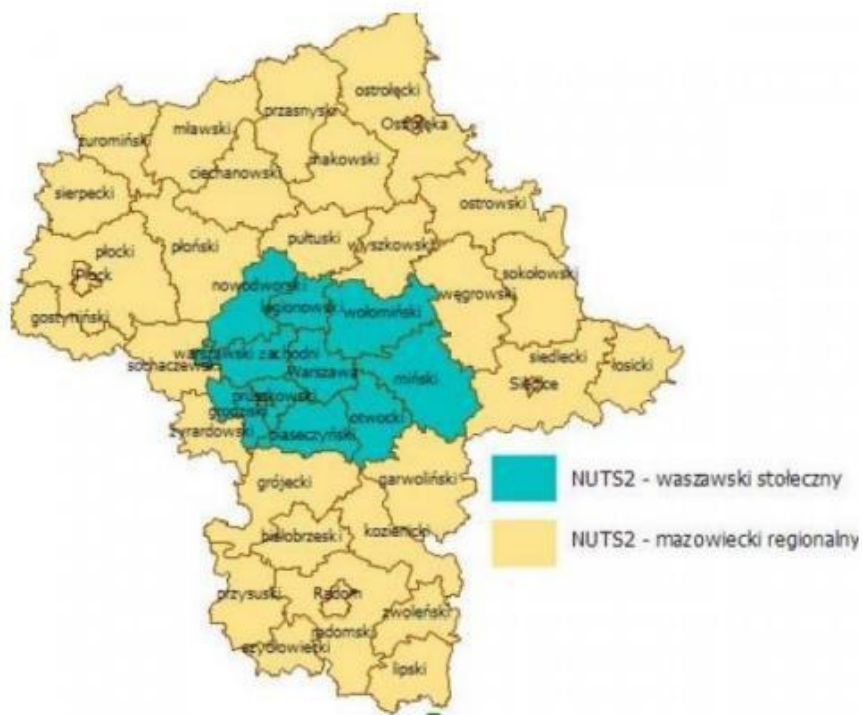 ostrołęcki
przasnyski
Ostrołęka
mławski
żuromiński
makowski
ciechanowski
sierpecki
ostrowski
płocki
płoński
pułtuski
wyszkowski
sokołowski
Płock
nowodworski
węgrowski
legionowski
wołomiński
gostyniński
warszawski zachodni
sochaczewski
siedlecki
łosicki
Warszawa
miński
Siedlce
pruszkowski
grodziski
otwocki
żyrardowski
piaseczyński
garwoliński
NUTS2 - waszawski stołeczny
grójecki
kozienicki
białobrzeski
NUTS2 - mazowiecki regionalny
przysuski
Radom
zwoleński
radomski
szydłowiecki
lipski